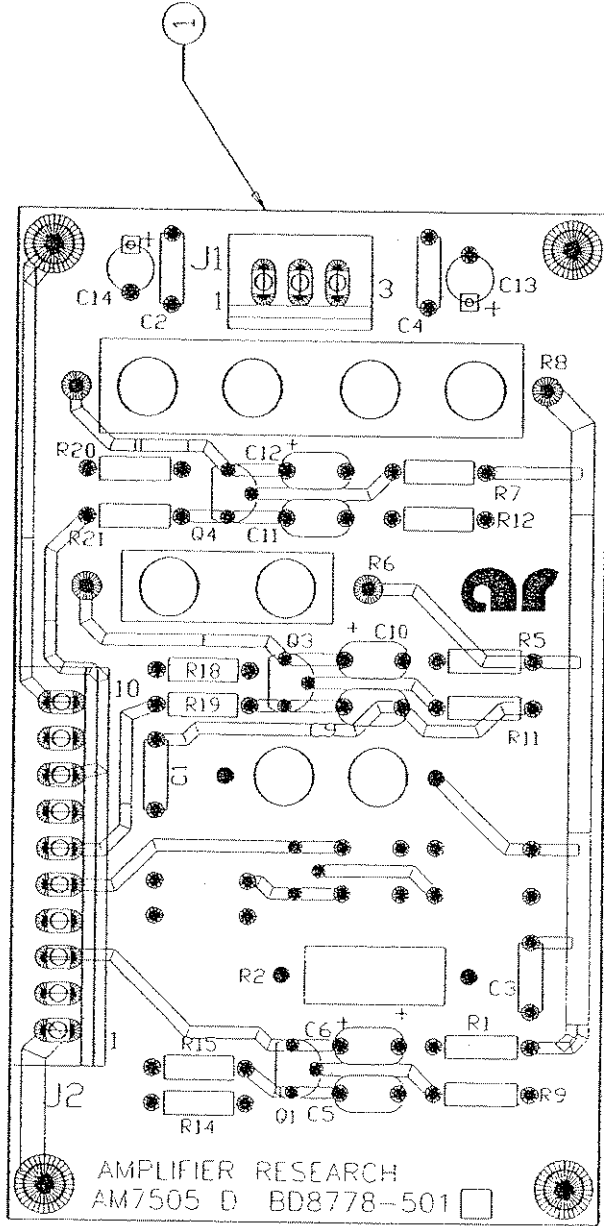 1
C14
C2
J1
1
3
C4
C13
R8
R20
C12
R7
R21
Q4
C11
R12
R6
ar
Q3
C10
R5
10
R18
R19
R11
C9
C1
R2
C3
C6
R1
R15
1
J2
R14
Q1
C5
R9
AMPLIFIER RESEARCH
AM7505 D BD8778-501